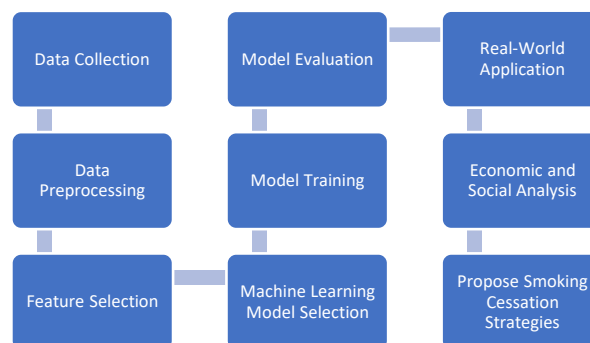 Data Collection
Data
Preprocessing
Feature Selection
Machine Learning
Model Selection
Model Training
Model Evaluation
Real-World
Application
Economic and
Social Analysis
Propose Smoking
Cessation
Strategies